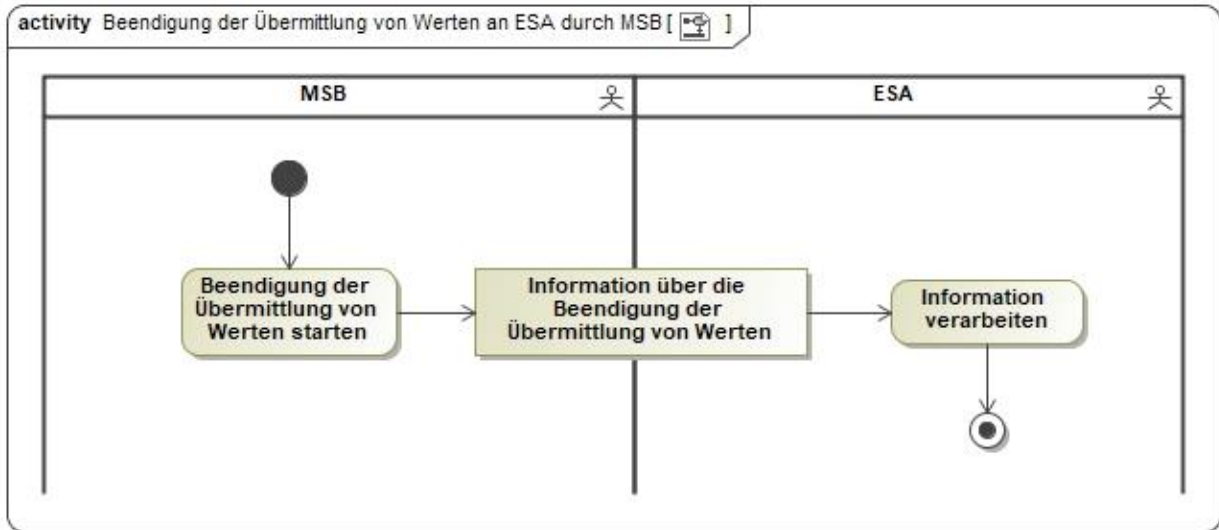 activity Beendigung der Übermittlung von Werten an ESA durch MSB [ ]
MSB
ESA
Beendigung der
Übermittlung von
Werten starten
Information über die
Beendigung der
Übermittlung von Werten
Information
verarbeiten